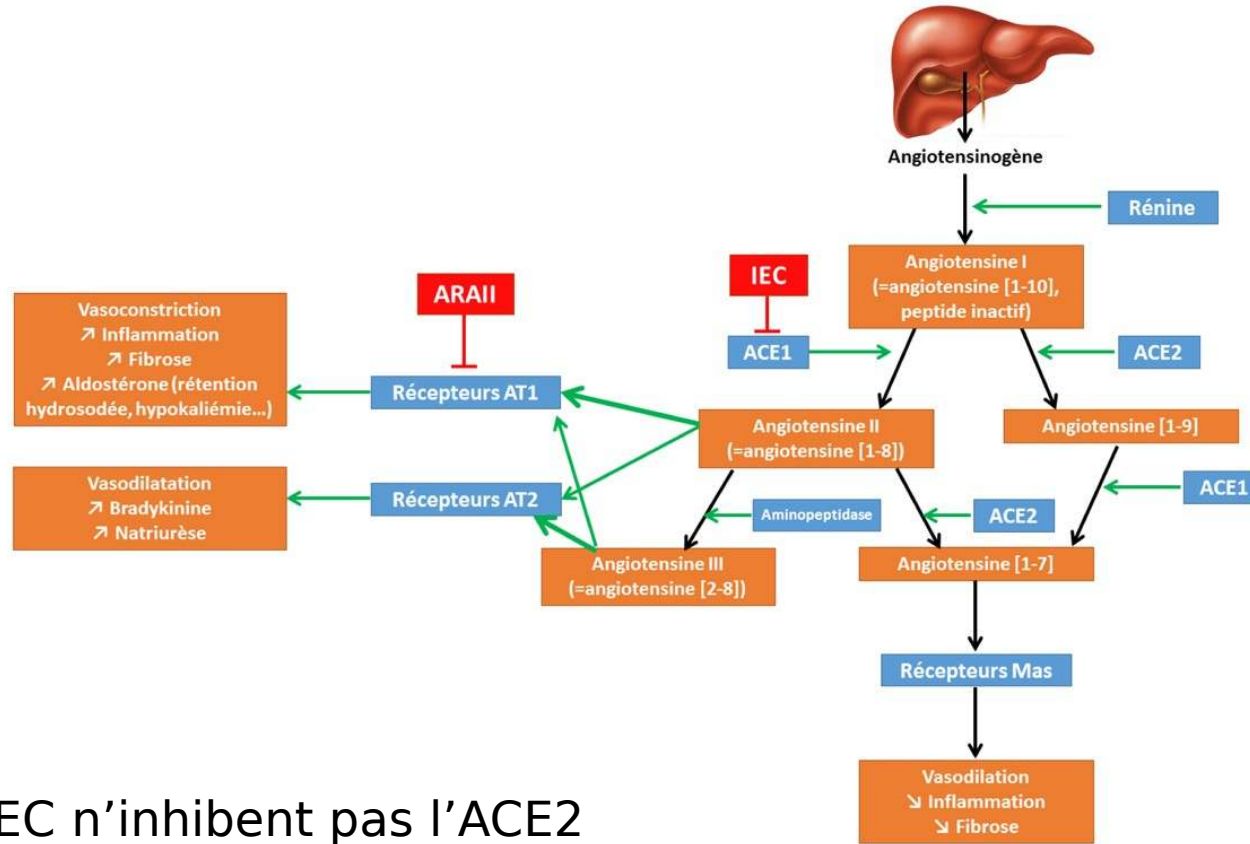 Angiotensinogène
Rénine
Angiotensine I
(=angiotensine [1-10],
peptide inactif)
IEC
ARAII
ACE1
ACE2
Vasoconstriction
↗ Inflammation
↗ Fibrose
↗ Aldostérone (rétention
hydrosodée, hypokaliémie...)
Récepteurs AT1
Angiotensine II
(=angiotensine [1-8])
Angiotensine [1-9]
Vasodilatation
↗ Bradykinine
↗ Natriurèse
Récepteurs AT2
Aminopeptidase
ACE2
ACE1
Angiotensine III
(=angiotensine [2-8])
Angiotensine [1-7]
Récepteurs Mas
Vasodilation
↘ Inflammation
↘ Fibrose
EC n’inhibent pas l’ACE2